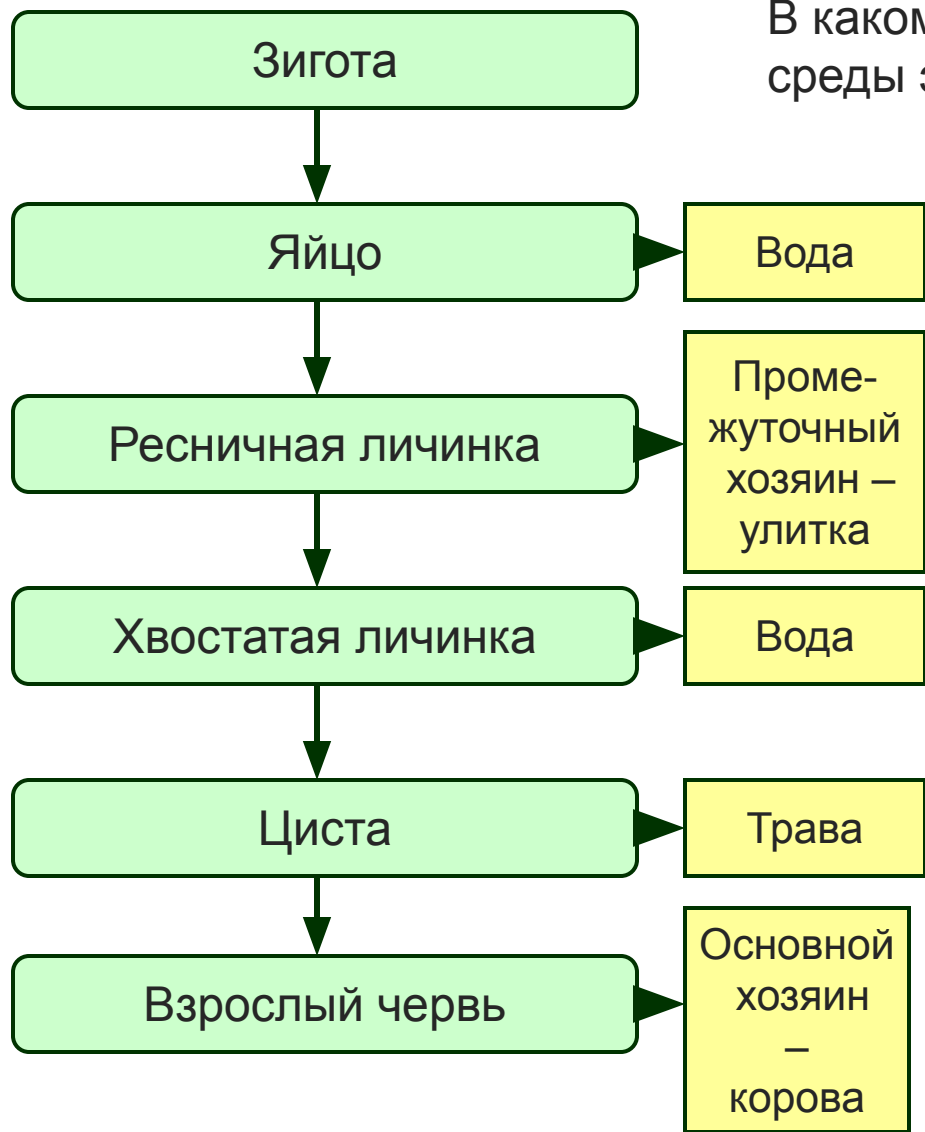 В каком
среды
Зигота
Яйцо
Вода
Ресничная личинка
Проме-
жуточный
хозяин –
улитка
Хвостатая личинка
Вода
Циста
Трава
Взрослый червь
Основной
хозяин
–
корова